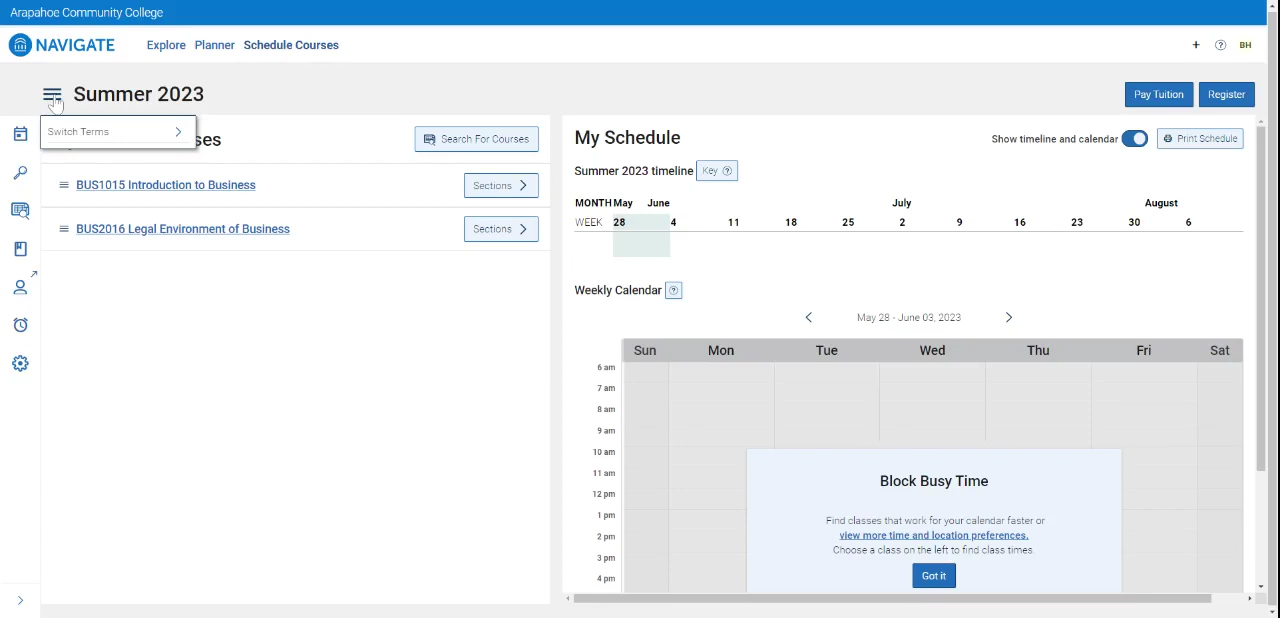 Arapahoe Community College
NAVIGATE Explore Planner Schedule Courses + ? BH
Summer 2023 Pay Tuition Register
Switch Terms
ses Search For Courses
BUS1015 Introduction to Business Sections
BUS2016 Legal Environment of Business Sections
My Schedule Show timeline and calendar Print Schedule
Summer 2023 timeline Key ?
MONTH May June July August
WEEK 28 4 11 18 25 2 9 16 23 30 6
Weekly Calendar ?
May 28 - June 03, 2023
Sun Mon Tue Wed Thu Fri Sat
6 am
7 am
8 am
9 am
10 am
11 am
12 pm
1 pm
2 pm
3 pm
4 pm
Block Busy Time
Find classes that work for your calendar faster or
view more time and location preferences.
Choose a class on the left to find class times.
Got it